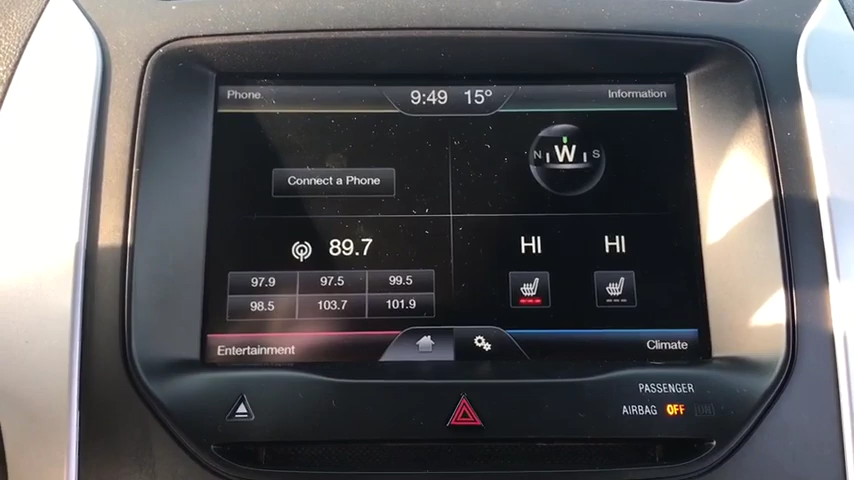 Phone
9:49 15°
Information
N W S
Connect a Phone
89.7
HI HI
97.9 97.5 99.5
98.5 103.7 101.9
Entertainment
Climate
PASSENGER
AIRBAG OFF ON